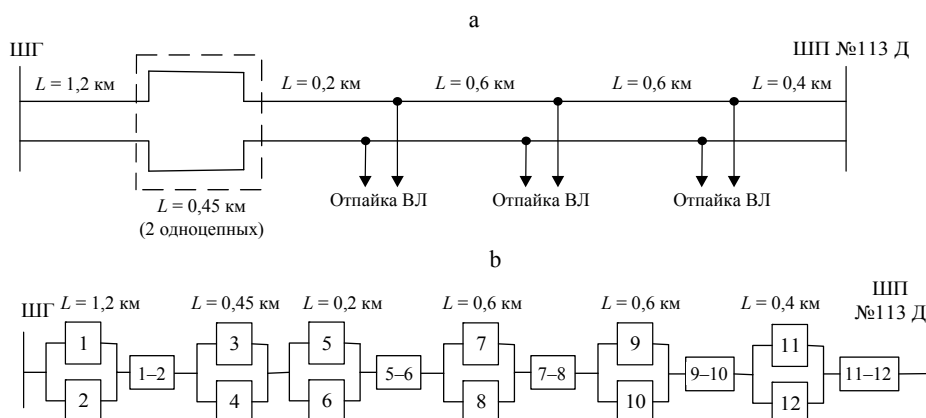 a
ШГ
ШП №113 Д
L = 1,2 км
L = 0,2 км
L = 0,6 км
L = 0,6 км
L = 0,4 км
Отпайка ВЛ
Отпайка ВЛ
Отпайка ВЛ
L = 0,45 км
(2 одноцепных)
b
ШГ
L = 1,2 км
L = 0,45 км
L = 0,2 км
L = 0,6 км
L = 0,6 км
L = 0,4 км
ШП
№113 Д
1
3
5
7
9
11
1–2
5–6
7–8
9–10
11–12
2
4
6
8
10
12